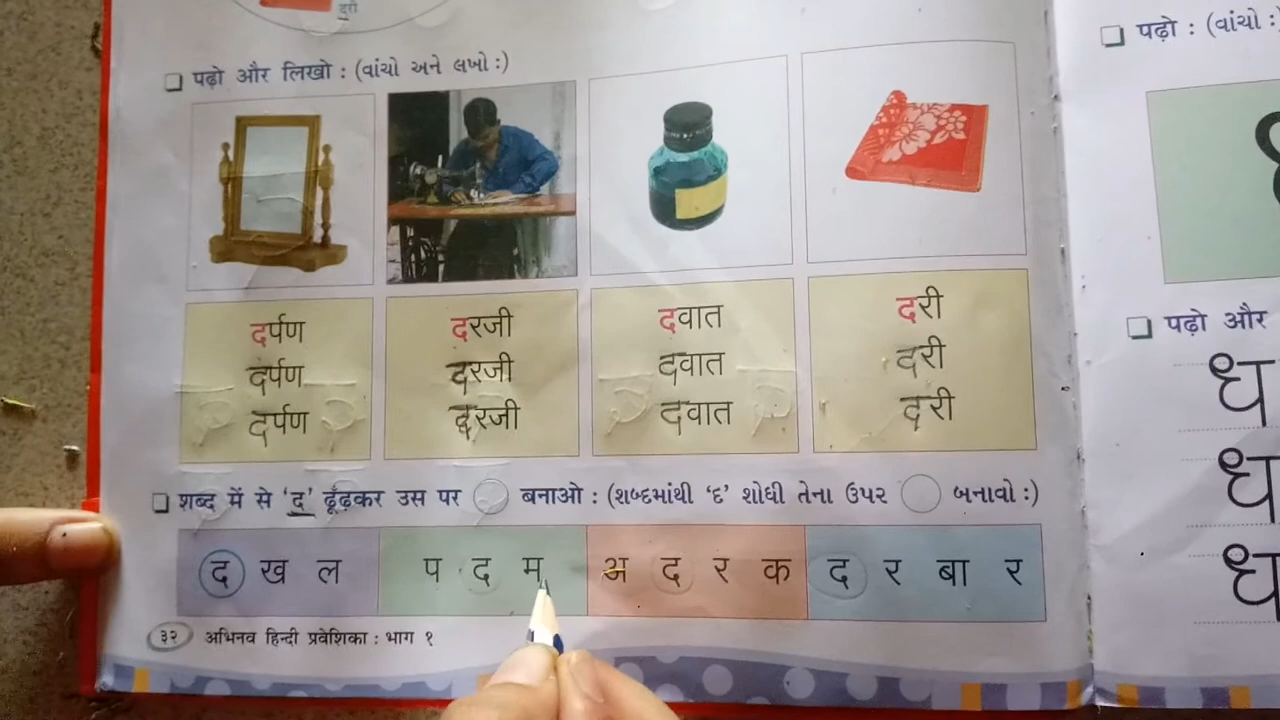 दरी
❑ पढ़ो और लिखो : (વાંચો અને લખો :)
दर्पण दरजी दवात दरी
दर्पण दरजी दवात दरी
दर्पण दरजी दवात दरी
❑ शब्द में से 'द' ढूँढ़कर उस पर ◯ बनाओ : (શબ્દમાંથી 'દ' શોધી તેના ઉપર ◯ બનાવો :)
द ख ल प द म अ द र क द र बा र
३२ अभिनव हिन्दी प्रवेशिका : भाग १
❑ पढ़ो : (વાંચો :)
❑ पढ़ो और
ध
ध
ध